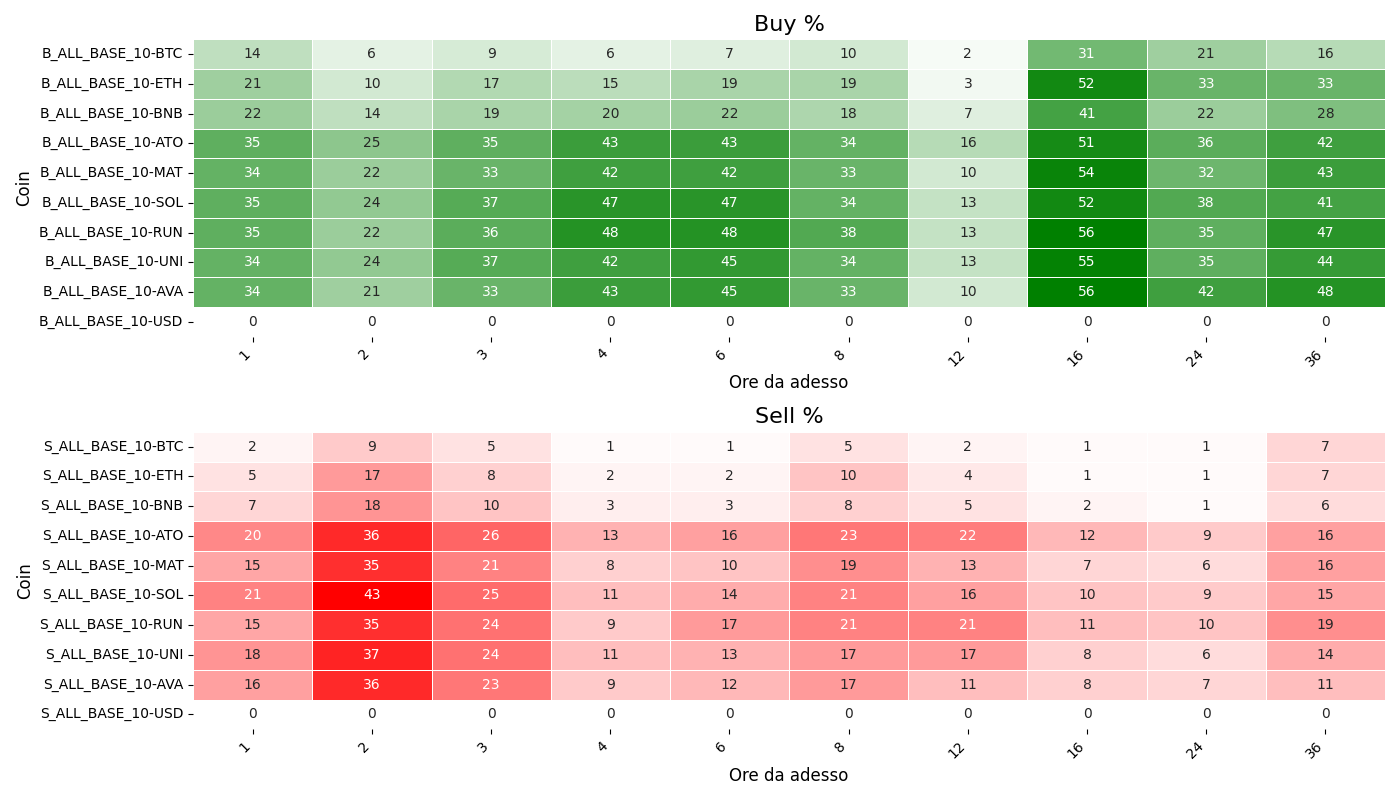 Buy %
Coin
B_ALL_BASE_10-BTC 14 6 9 6 7 10 2 31 21 16
B_ALL_BASE_10-ETH 21 10 17 15 19 19 3 52 33 33
B_ALL_BASE_10-BNB 22 14 19 20 22 18 7 41 22 28
B_ALL_BASE_10-ATO 35 25 35 43 43 34 16 51 36 42
B_ALL_BASE_10-MAT 34 22 33 42 42 33 10 54 32 43
B_ALL_BASE_10-SOL 35 24 37 47 47 34 13 52 38 41
B_ALL_BASE_10-RUN 35 22 36 48 48 38 13 56 35 47
B_ALL_BASE_10-UNI 34 24 37 42 45 34 13 55 35 44
B_ALL_BASE_10-AVA 34 21 33 43 45 33 10 56 42 48
B_ALL_BASE_10-USD 0 0 0 0 0 0 0 0 0 0
1 2 3 4 6 8 12 16 24 36
Ore da adesso
Sell %
Coin
S_ALL_BASE_10-BTC 2 9 5 1 1 5 2 1 1 7
S_ALL_BASE_10-ETH 5 17 8 2 2 10 4 1 1 7
S_ALL_BASE_10-BNB 7 18 10 3 3 8 5 2 1 6
S_ALL_BASE_10-ATO 20 36 26 13 16 23 22 12 9 16
S_ALL_BASE_10-MAT 15 35 21 8 10 19 13 7 6 16
S_ALL_BASE_10-SOL 21 43 25 11 14 21 16 10 9 15
S_ALL_BASE_10-RUN 15 35 24 9 17 21 21 11 10 19
S_ALL_BASE_10-UNI 18 37 24 11 13 17 17 8 6 14
S_ALL_BASE_10-AVA 16 36 23 9 12 17 11 8 7 11
S_ALL_BASE_10-USD 0 0 0 0 0 0 0 0 0 0
1 2 3 4 6 8 12 16 24 36
Ore da adesso